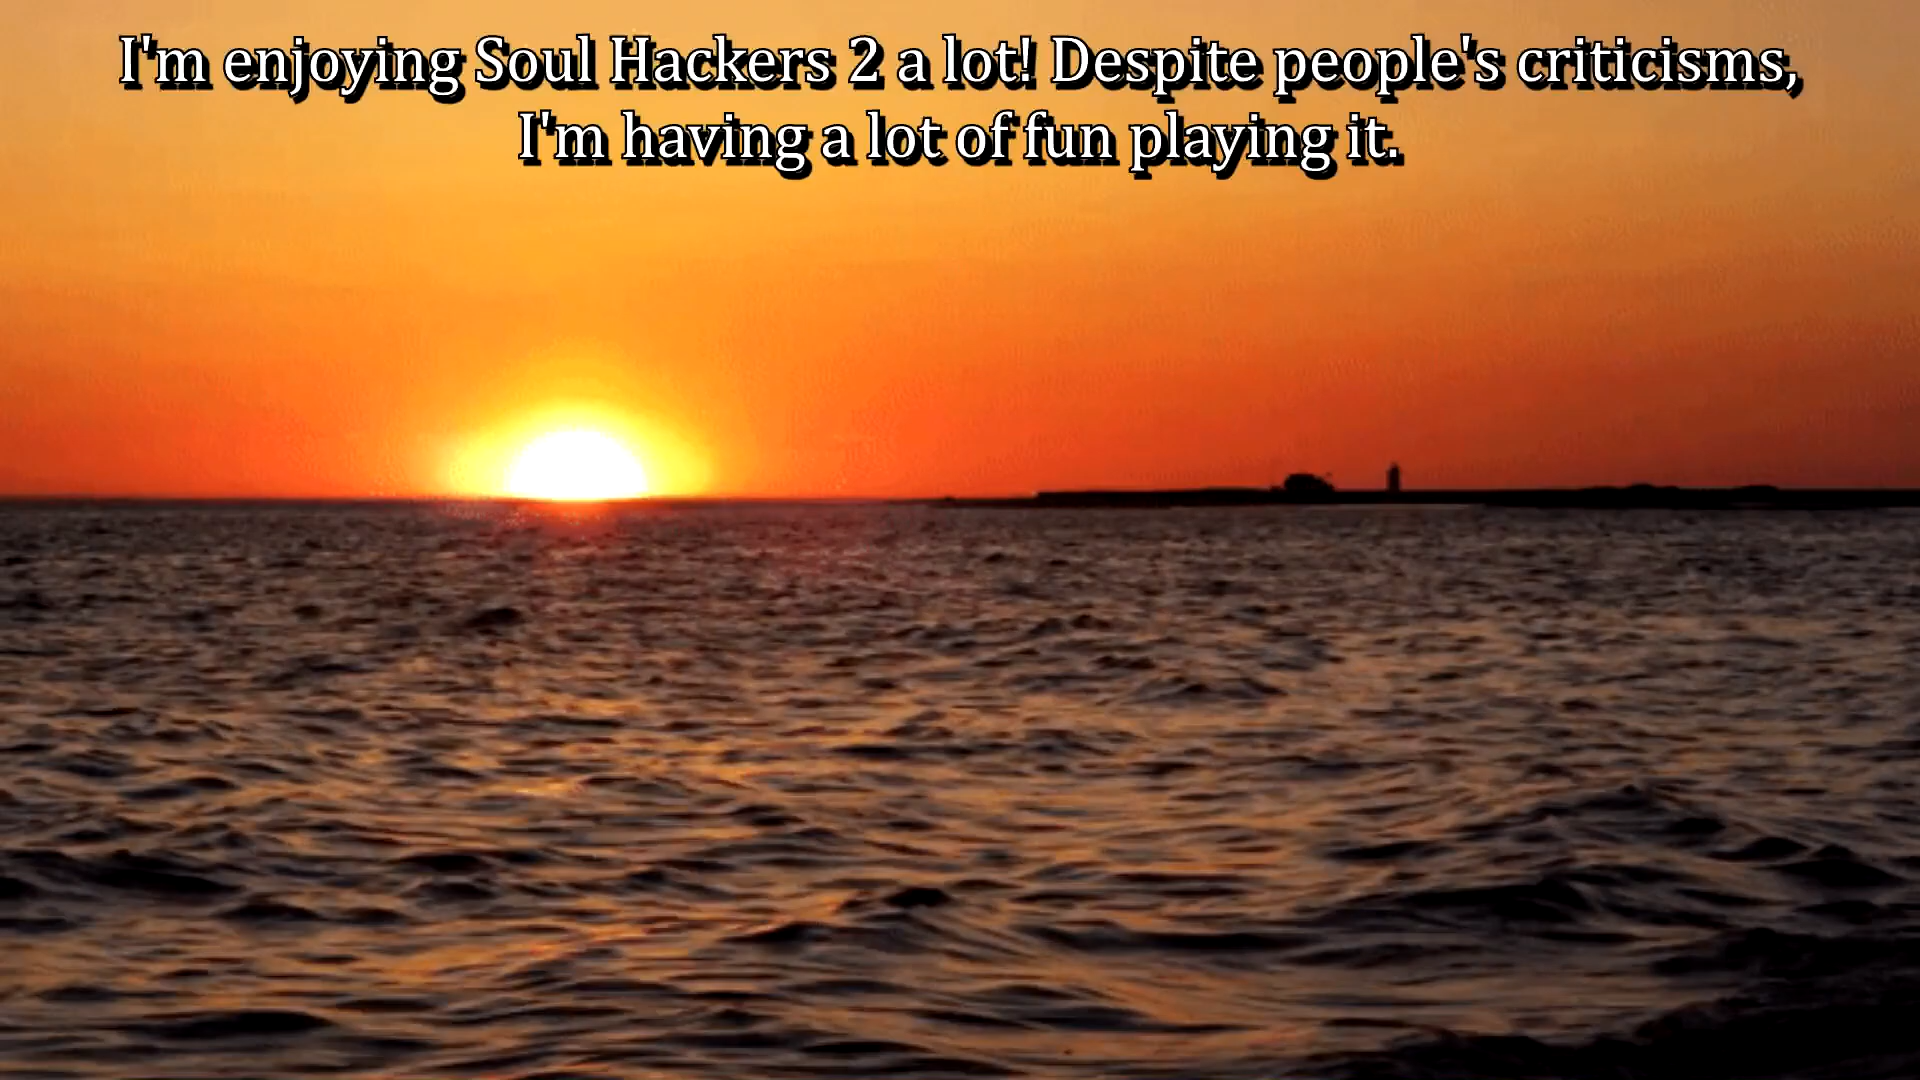 I'm enjoying Soul Hackers 2 a lot! Despite people's criticisms,
I'm having a lot of fun playing it.